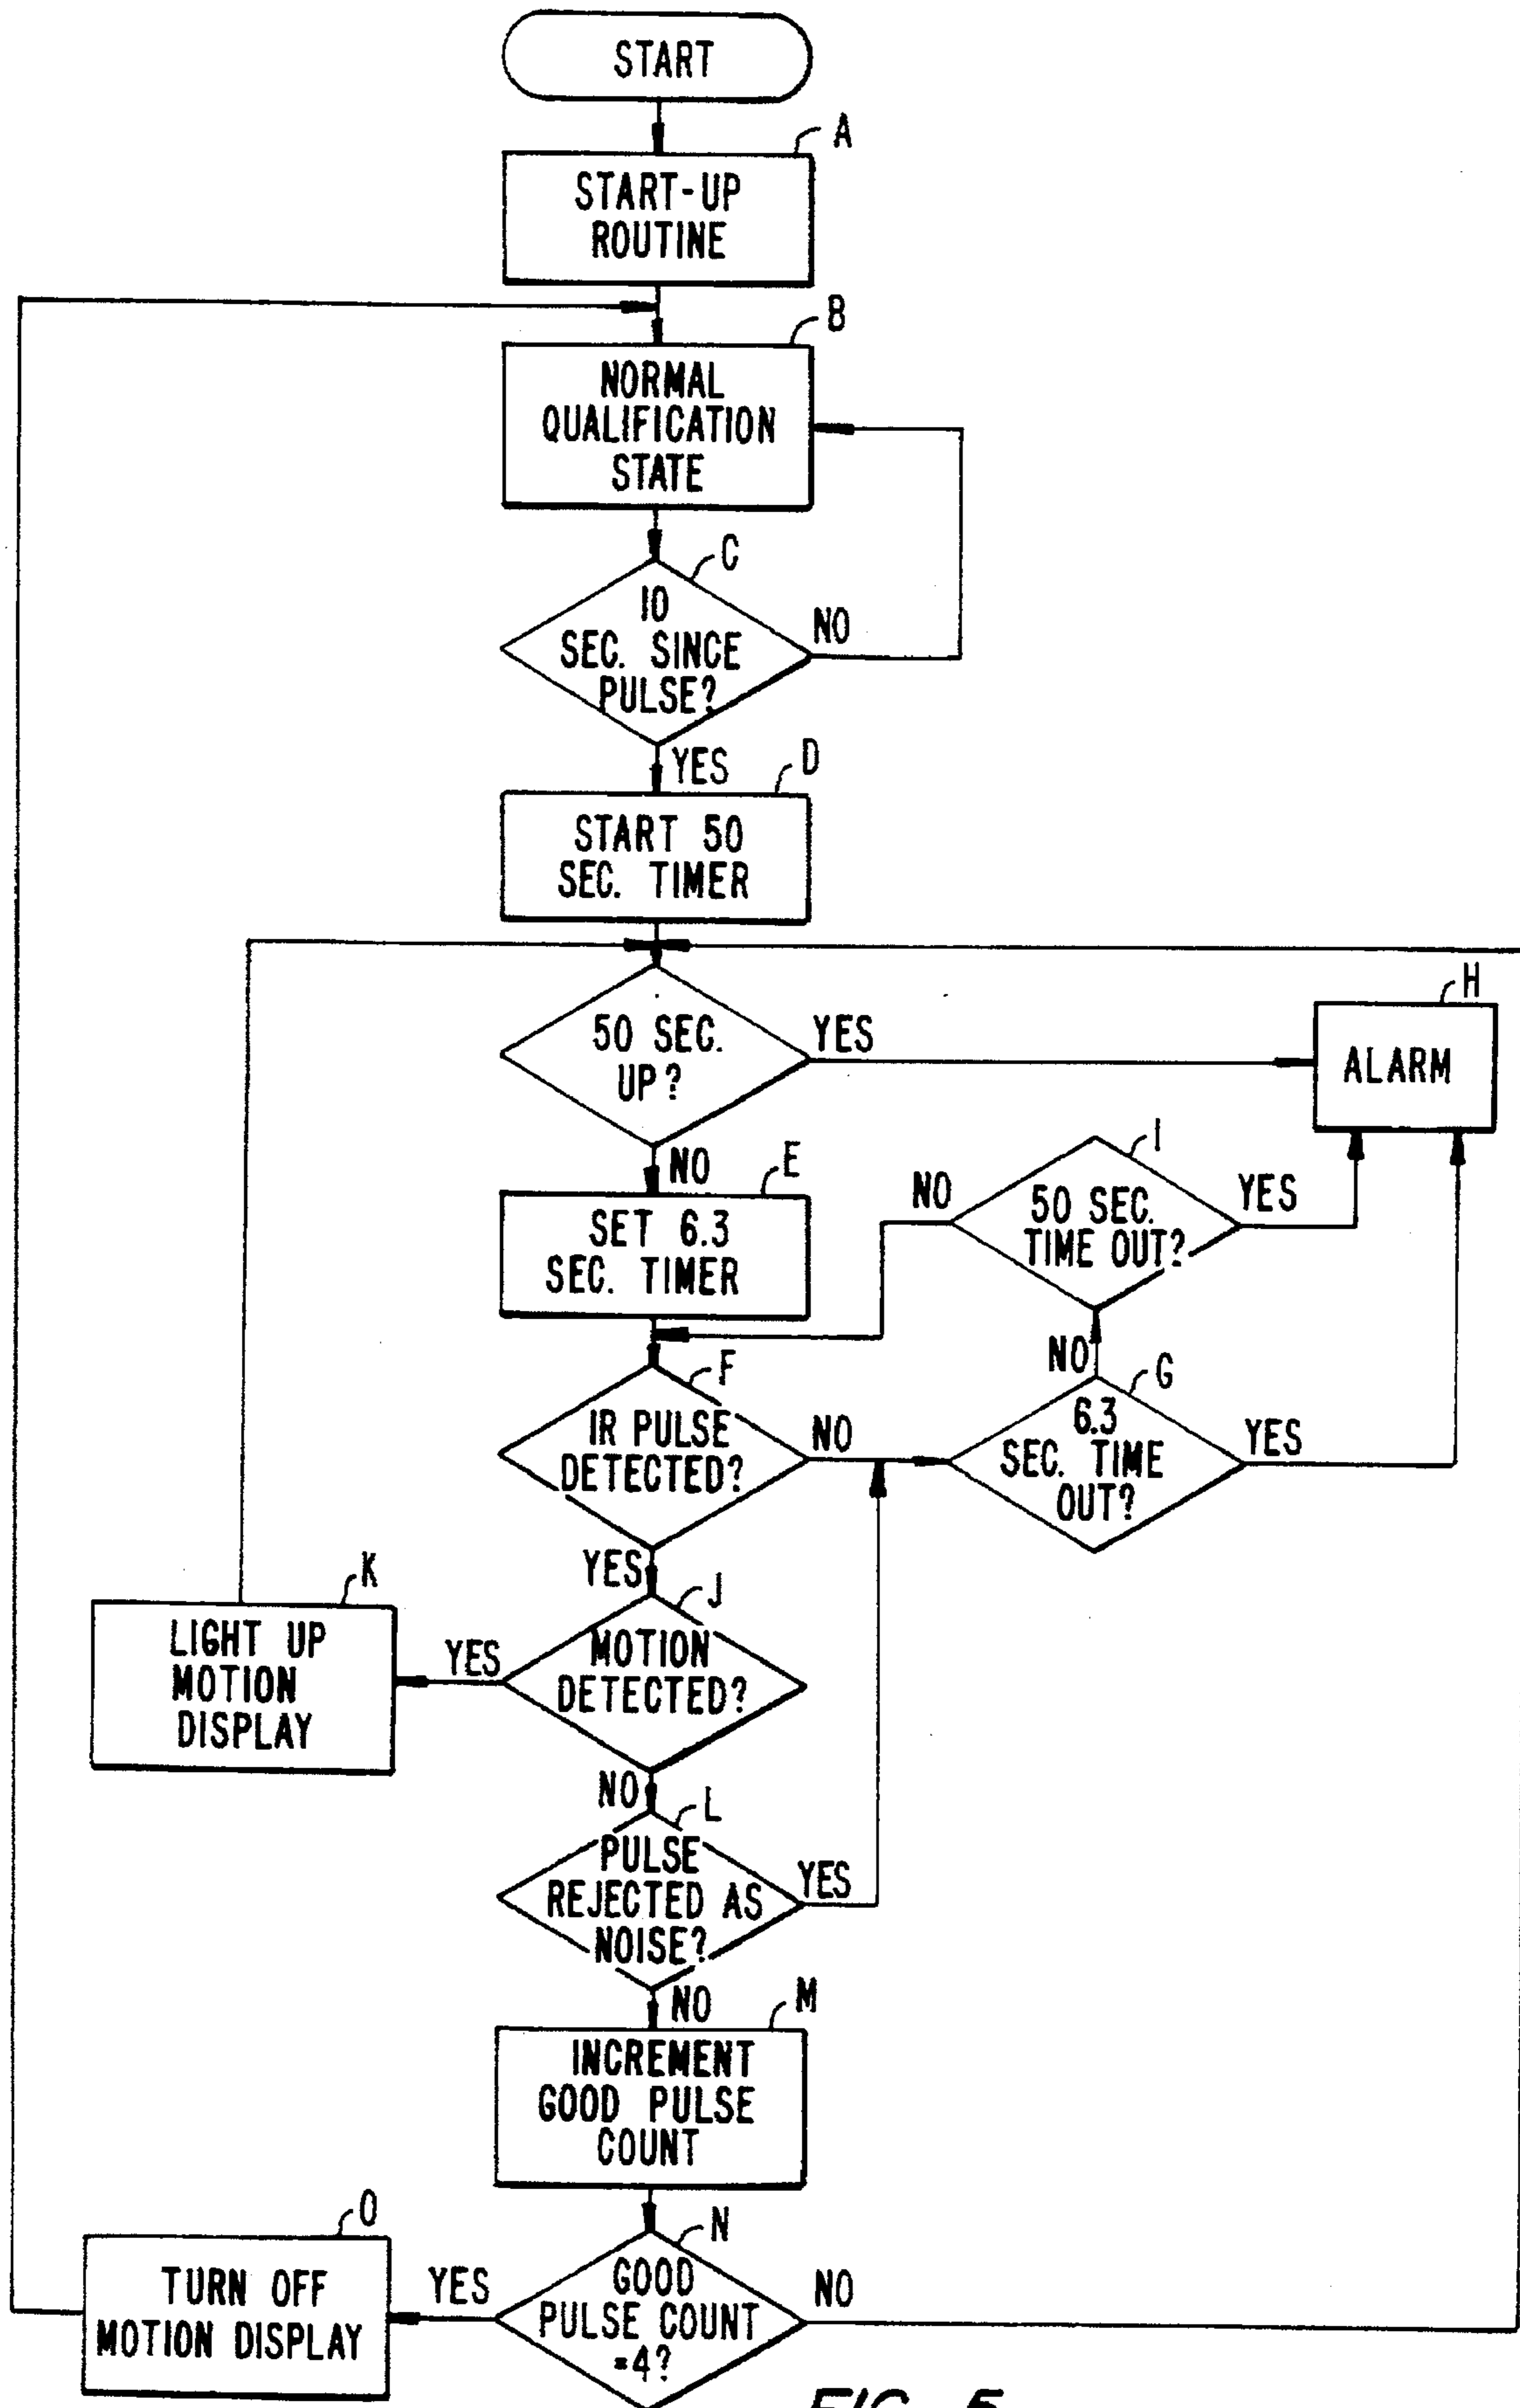 START
A
START-UP
ROUTINE
B
NORMAL
QUALIFICATION
STATE
C
10
SEC. SINCE
PULSE?
NO
YES
D
START 50
SEC. TIMER
50 SEC.
UP?
YES
H
ALARM
NO
E
SET 6.3
SEC. TIMER
I
NO
50 SEC.
TIME OUT?
YES
F
IR PULSE
DETECTED?
NO
NO
G
6.3
SEC. TIME
OUT?
YES
YES
J
MOTION
DETECTED?
YES
K
LIGHT UP
MOTION
DISPLAY
NO
L
PULSE
REJECTED AS
NOISE?
YES
NO
M
INCREMENT
GOOD PULSE
COUNT
N
GOOD
PULSE COUNT
=4?
YES
NO
O
TURN OFF
MOTION DISPLAY
FIG. 5